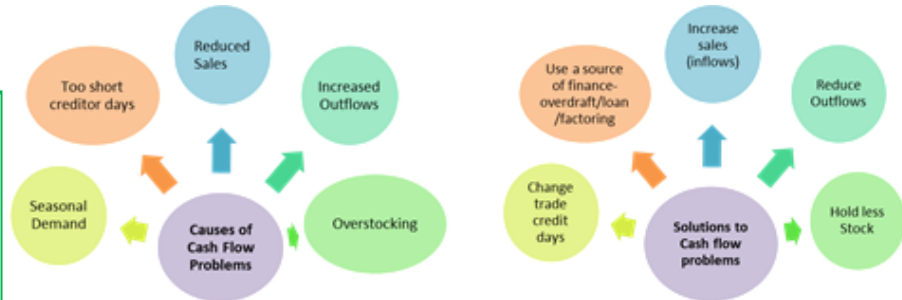 Reduced
Sales
Too short
creditor days
Increased
Outflows
Seasonal
Demand
Causes of
Cash Flow
Problems
Overstocking
Increase
sales
(inflows)
Use a source
of finance-
overdraft/loan
/factoring
Reduce
Outflows
Change
trade
credit
days
Solutions to
Cash flow
problems
Hold less
Stock